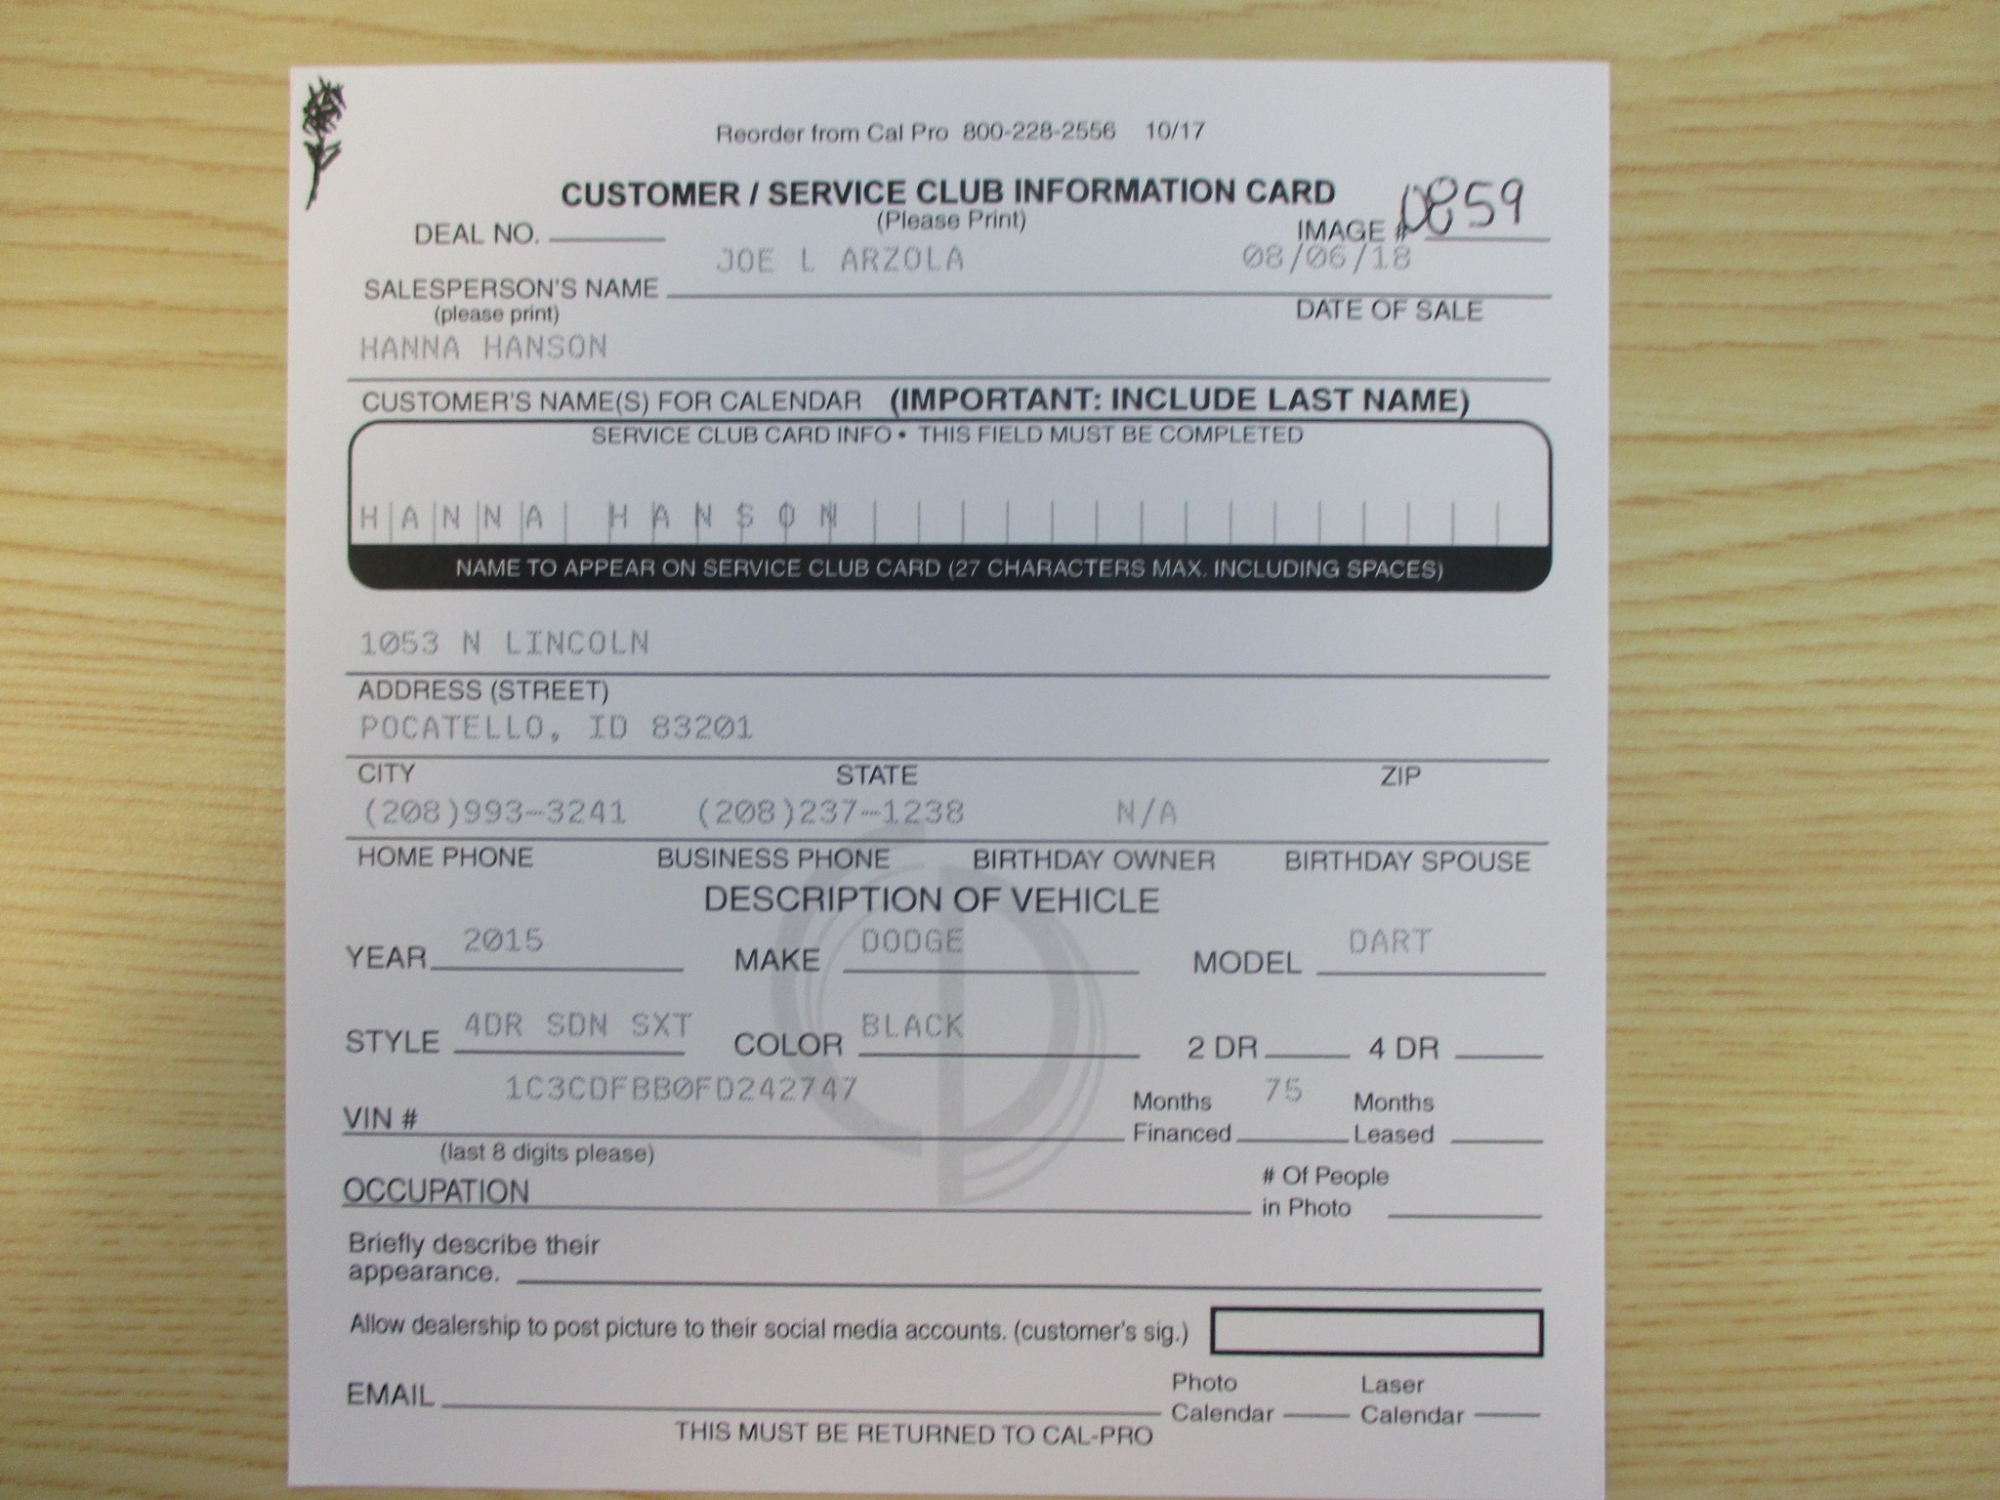 Reorder from Cal Pro 800-228-2556 10/17
CUSTOMER / SERVICE CLUB INFORMATION CARD
(Please Print)
DEAL NO. IMAGE # 0859
JOE L ARZOLA 08/06/18
SALESPERSON'S NAME
(please print) DATE OF SALE
HANNA HANSON
CUSTOMER'S NAME(S) FOR CALENDAR (IMPORTANT: INCLUDE LAST NAME)
SERVICE CLUB CARD INFO • THIS FIELD MUST BE COMPLETED
HANNA HANSON
NAME TO APPEAR ON SERVICE CLUB CARD (27 CHARACTERS MAX. INCLUDING SPACES)
1053 N LINCOLN
ADDRESS (STREET)
POCATELLO, ID 83201
CITY STATE ZIP
(208)993-3241 (208)237-1238 N/A
HOME PHONE BUSINESS PHONE BIRTHDAY OWNER BIRTHDAY SPOUSE
DESCRIPTION OF VEHICLE
YEAR 2015 MAKE DODGE MODEL DART
STYLE 4DR SDN SXT COLOR BLACK 2 DR 4 DR
VIN # 1C3CDFBB0FD242747 Months Financed 75 Months Leased
(last 8 digits please)
OCCUPATION # Of People in Photo
Briefly describe their
appearance.
Allow dealership to post picture to their social media accounts. (customer's sig.)
EMAIL Photo Calendar Laser Calendar
THIS MUST BE RETURNED TO CAL-PRO